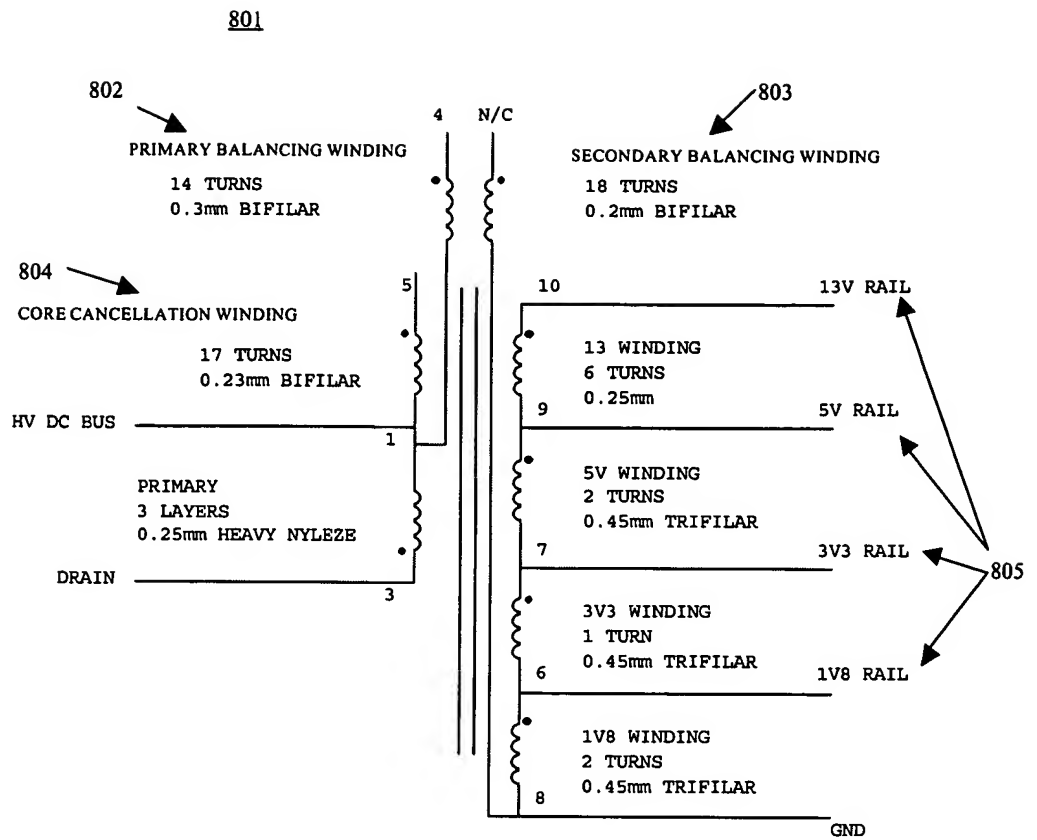 801
802
803
4 N/C
PRIMARY BALANCING WINDING
14 TURNS
0.3mm BIFILAR
SECONDARY BALANCING WINDING
18 TURNS
0.2mm BIFILAR
804
CORE CANCELLATION WINDING
17 TURNS
0.23mm BIFILAR
5
10
13V RAIL
13 WINDING
6 TURNS
0.25mm
HV DC BUS
1
9
5V RAIL
PRIMARY
3 LAYERS
0.25mm HEAVY NYLEZE
5V WINDING
2 TURNS
0.45mm TRIFILAR
DRAIN
3
7
3V3 RAIL
805
3V3 WINDING
1 TURN
0.45mm TRIFILAR
6
1V8 RAIL
1V8 WINDING
2 TURNS
0.45mm TRIFILAR
8
GND